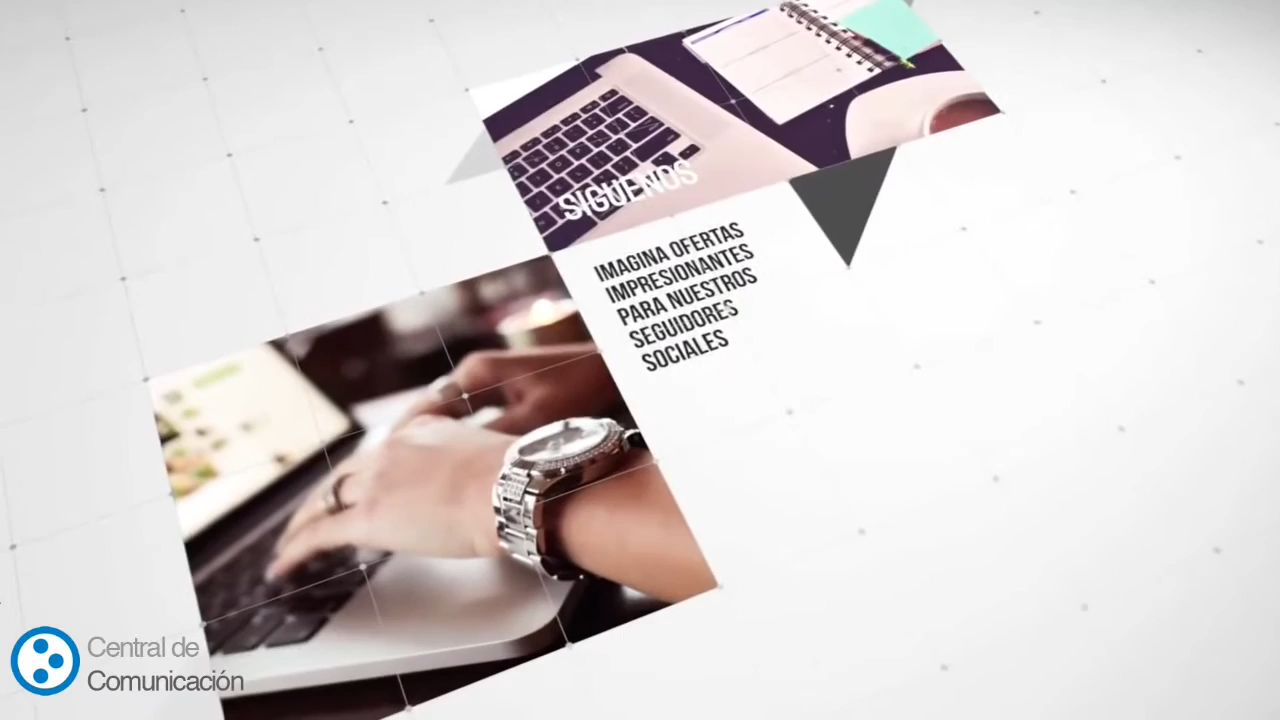 SIGUENOS
IMAGINA OFERTAS
IMPRESIONANTES
PARA NUESTROS
SEGUIDORES
SOCIALES
Central de
Comunicación